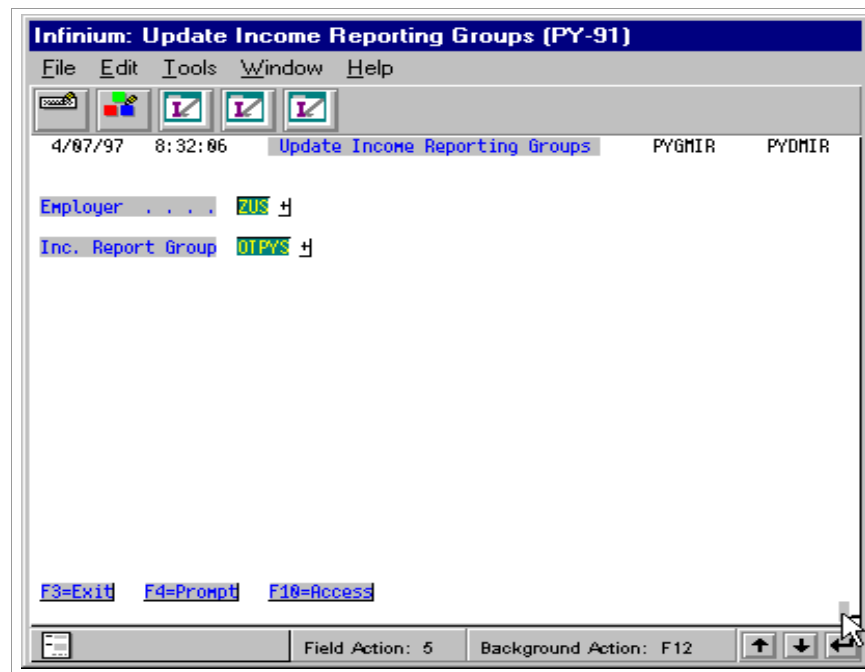 Infinium: Update Income Reporting Groups (PY-91)
File Edit Tools Window Help
4/07/97 8:32:06 Update Income Reporting Groups PYGMIR PYDMIR
Employer . . . . ZUS +
Inc. Report Group OTPYS +
F3=Exit F4=Prompt F10=Access
Field Action: 5 Background Action: F12